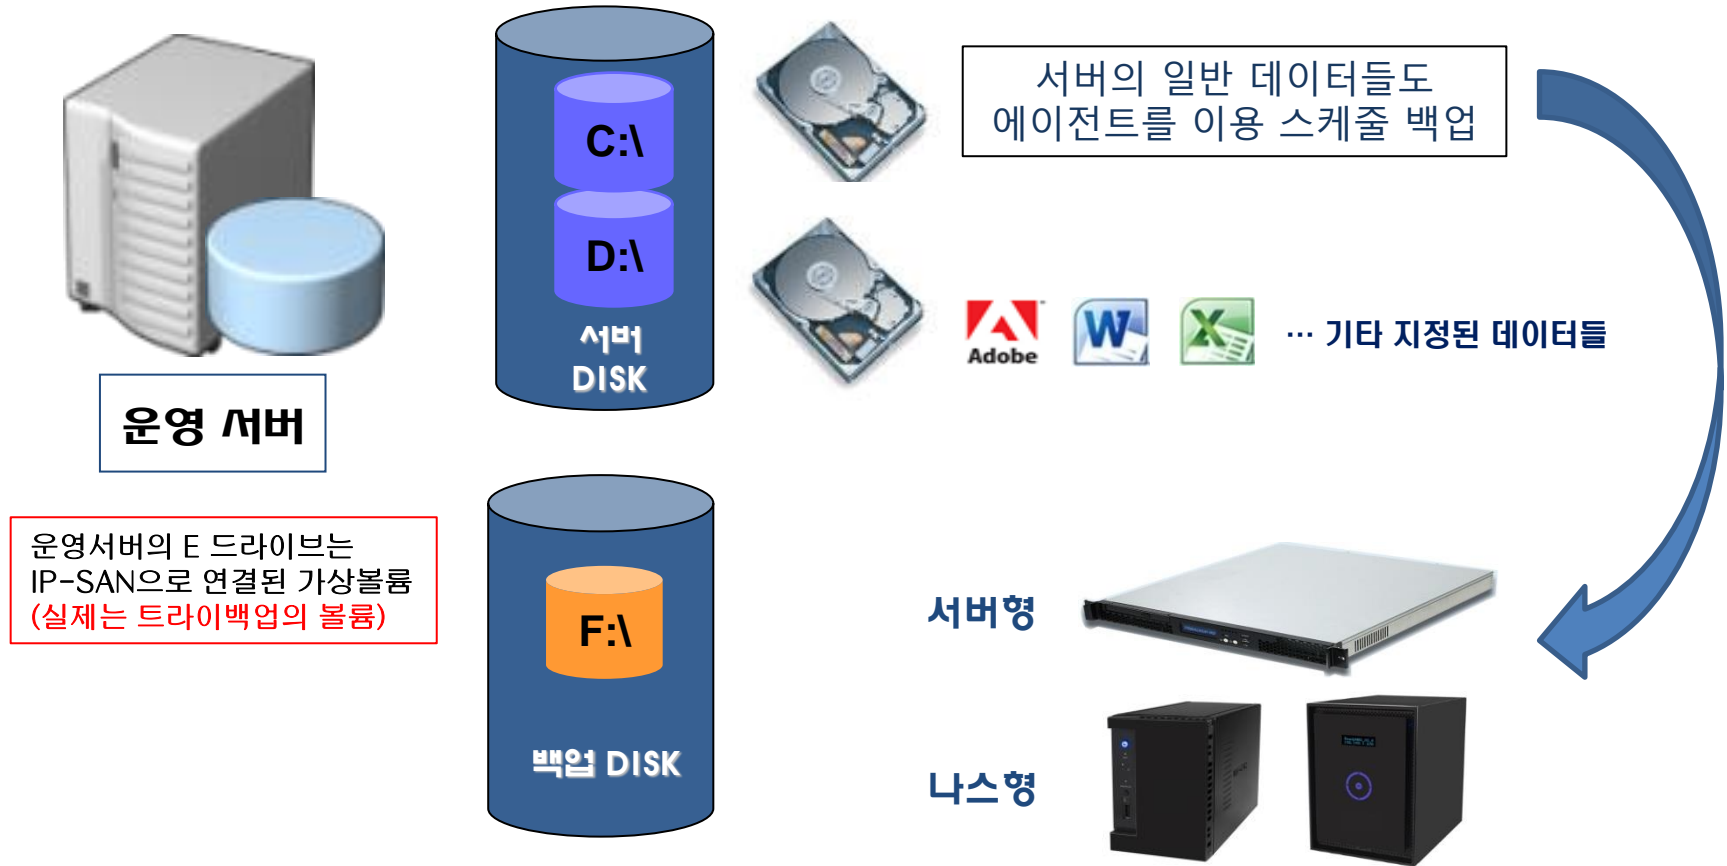 서버의 일반 데이터들도
에이전트를 이용 스케줄 백업
C:\
D:\
서버
DISK
Adobe
W
X
... 기타 지정된 데이터들
운영 서버
운영서버의 E 드라이브는
IP-SAN으로 연결된 가상볼륨
(실제는 트라이백업의 볼륨)
F:\
백업 DISK
서버형
나스형